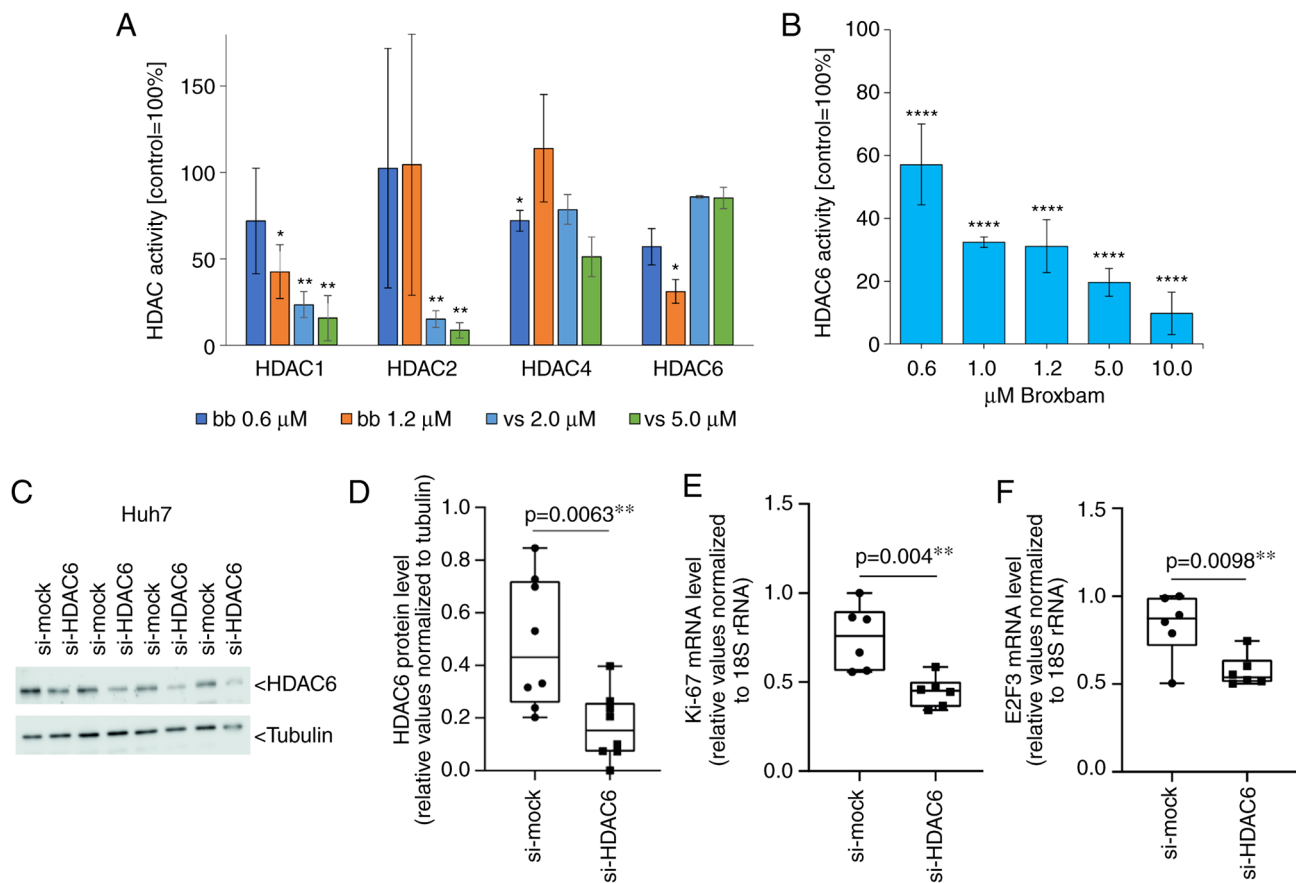 A
HDAC activity [control=100%]
150
100
50
0
*
**
**
**
**
*
*
HDAC1
HDAC2
HDAC4
HDAC6
bb 0.6 μM
bb 1.2 μM
vs 2.0 μM
vs 5.0 μM
B
HDAC6 activity [control=100%]
100
80
60
40
20
0
****
****
****
****
****
0.6
1.0
1.2
5.0
10.0
μM Broxbam
C
Huh7
si-mock
si-HDAC6
si-mock
si-HDAC6
si-mock
si-HDAC6
si-mock
si-HDAC6
<HDAC6
<Tubulin
D
HDAC6 protein level
(relative values normalized to tubulin)
1.0
0.8
0.6
0.4
0.2
0.0
p=0.0063**
si-mock
si-HDAC6
E
Ki-67 mRNA level
(relative values normalized
to 18S rRNA)
1.5
1.0
0.5
0.0
p=0.004**
si-mock
si-HDAC6
F
E2F3 mRNA level
(relative values normalized
to 18S rRNA)
1.5
1.0
0.5
0.0
p=0.0098**
si-mock
si-HDAC6